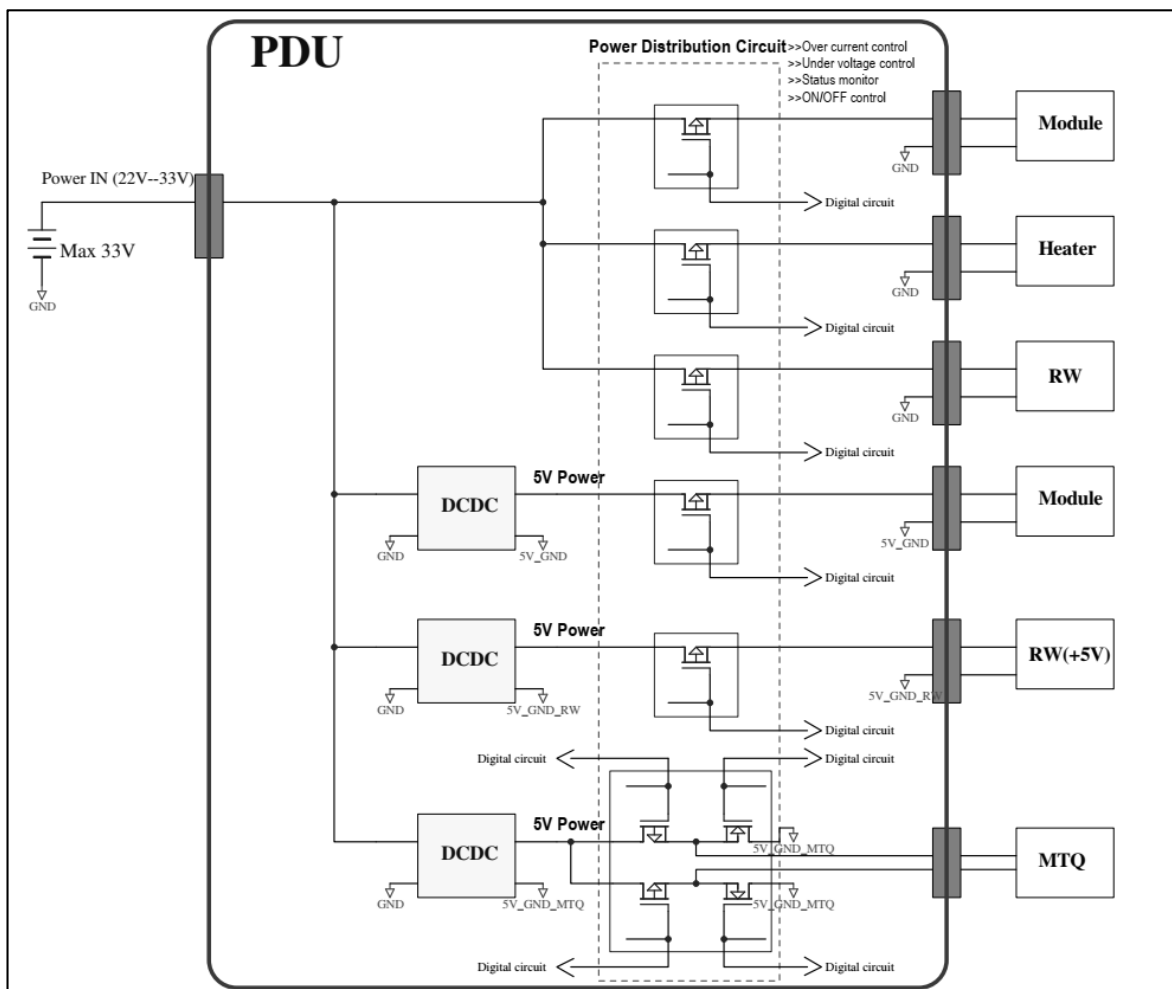 PDU
Power Distribution Circuit
>>Over current control
>>Under voltage control
>>Status monitor
>>ON/OFF control
Power IN (22V--33V)
Max 33V
GND
Module
GND
Digital circuit
Heater
GND
Digital circuit
RW
GND
Digital circuit
5V Power
DCDC
GND
5V_GND
Module
5V_GND
Digital circuit
5V Power
DCDC
GND
5V_GND_RW
RW(+5V)
5V_GND_RW
Digital circuit
Digital circuit
Digital circuit
5V Power
DCDC
GND
5V_GND_MTQ
5V_GND_MTQ
5V_GND_MTQ
MTQ
Digital circuit
Digital circuit